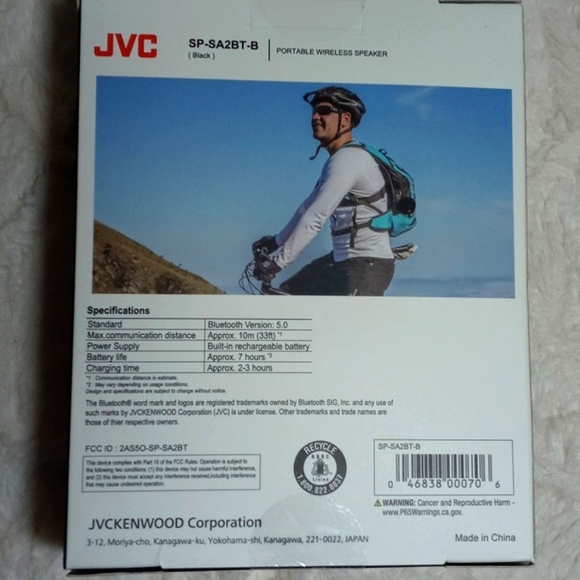 JVC
SP-SA2BT-B
( Black )
PORTABLE WIRELESS SPEAKER
Specifications
Standard Bluetooth Version: 5.0
Max.communication distance Approx. 10m (33ft) *1
Power Supply Built-in rechargeable battery
Battery life Approx. 7 hours *2
Charging time Approx. 2-3 hours
*1 : Communication distance is estimate.
*2 : May vary depending on usage conditions.
Design and specifications are subject to change without notice.
The Bluetooth® word mark and logos are registered trademarks owned by Bluetooth SIG, Inc. and any use of
such marks by JVCKENWOOD Corporation (JVC) is under license. Other trademarks and trade names are
those of thier respective owners.
FCC ID : 2AS5O-SP-SA2BT
This device complies with Part 15 of the FCC Rules. Operation is subject to
the following two conditions: (1) this device may not cause harmful interference,
and (2) this device must accept any interference received,including interference
that may cause undesired operation.
RECYCLE
RBRC
Li-ion
1.800.822.8837
SP-SA2BT-B
0 46838 00070 6
WARNING: Cancer and Reproductive Harm -
www.P65Warnings.ca.gov.
JVCKENWOOD Corporation
3-12, Moriya-cho, Kanagawa-ku, Yokohama-shi, Kanagawa, 221-0022, JAPAN
Made in China